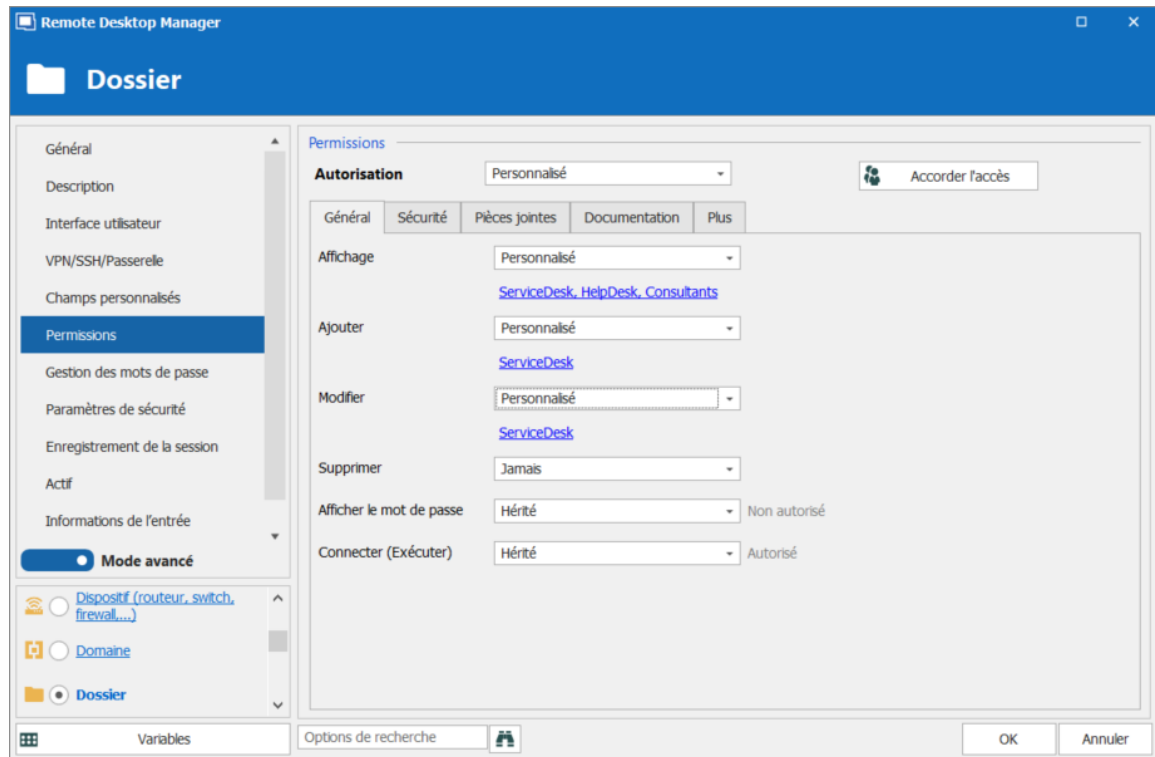 Remote Desktop Manager
Dossier
Général
Description
Interface utilisateur
VPN/SSH/Passerelle
Champs personnalisés
Permissions
Gestion des mots de passe
Paramètres de sécurité
Enregistrement de la session
Actif
Informations de l'entrée
Mode avancé
Dispositif (routeur, switch,
firewall,...)
Domaine
Dossier
Variables
Permissions
Autorisation Personnalisé Accorder l'accès
Général Sécurité Pièces jointes Documentation Plus
Affichage Personnalisé
ServiceDesk, HelpDesk, Consultants
Ajouter Personnalisé
ServiceDesk
Modifier Personnalisé
ServiceDesk
Supprimer Jamais
Afficher le mot de passe Hérité Non autorisé
Connecter (Exécuter) Hérité Autorisé
Options de recherche
OK Annuler